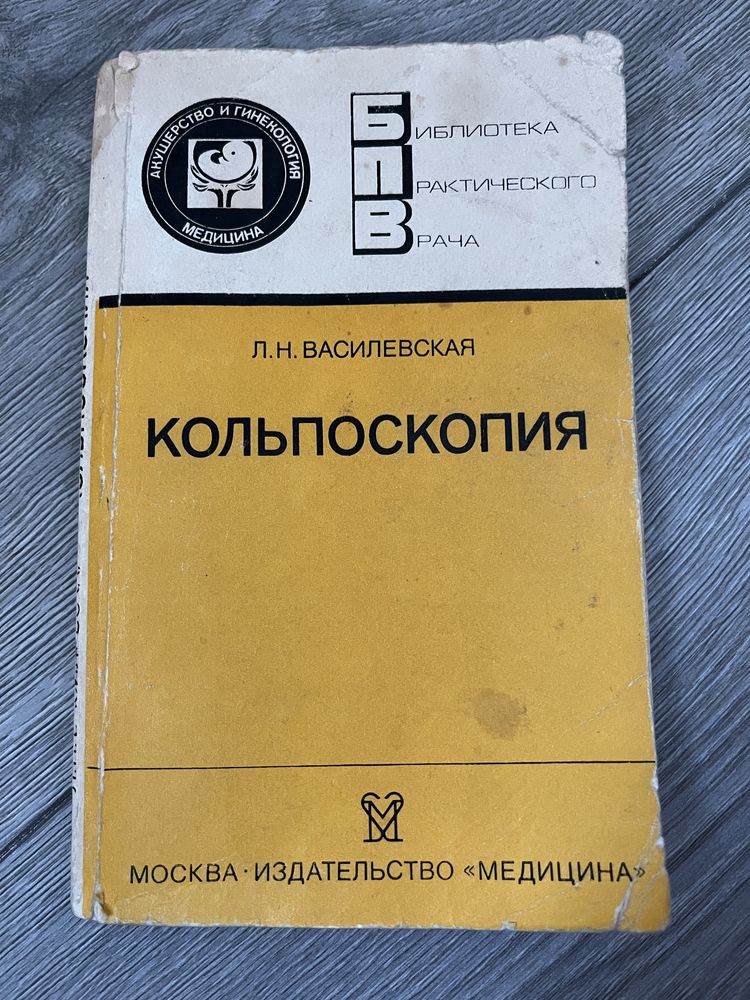 АКУШЕРСТВО И ГИНЕКОЛОГИЯ
МЕДИЦИНА
БИБЛИОТЕКА
ПРАКТИЧЕСКОГО
ВРАЧА
Л.Н. ВАСИЛЕВСКАЯ
КОЛЬПОСКОПИЯ
МОСКВА · ИЗДАТЕЛЬСТВО «МЕДИЦИНА»